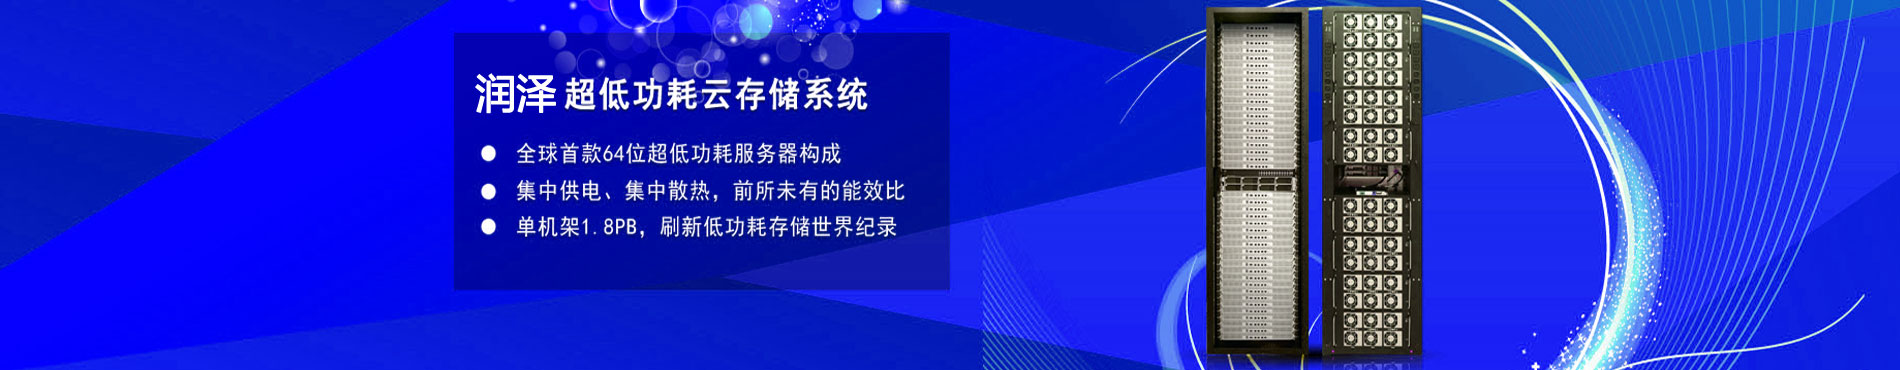 润泽 超低功耗云存储系统
● 全球首款64位超低功耗服务器构成
● 集中供电、集中散热，前所未有的能效比
● 单机架1.8PB，刷新低功耗存储世界纪录